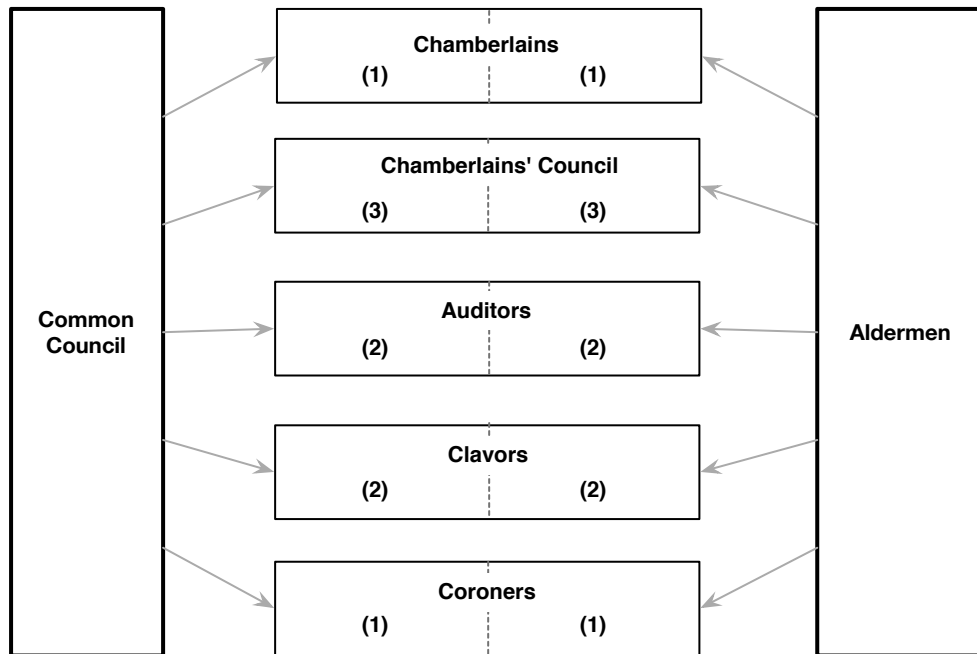 Chamberlains
(1) (1)
Chamberlains' Council
(3) (3)
Common
Council
Auditors
(2) (2)
Aldermen
Clavors
(2) (2)
Coroners
(1) (1)